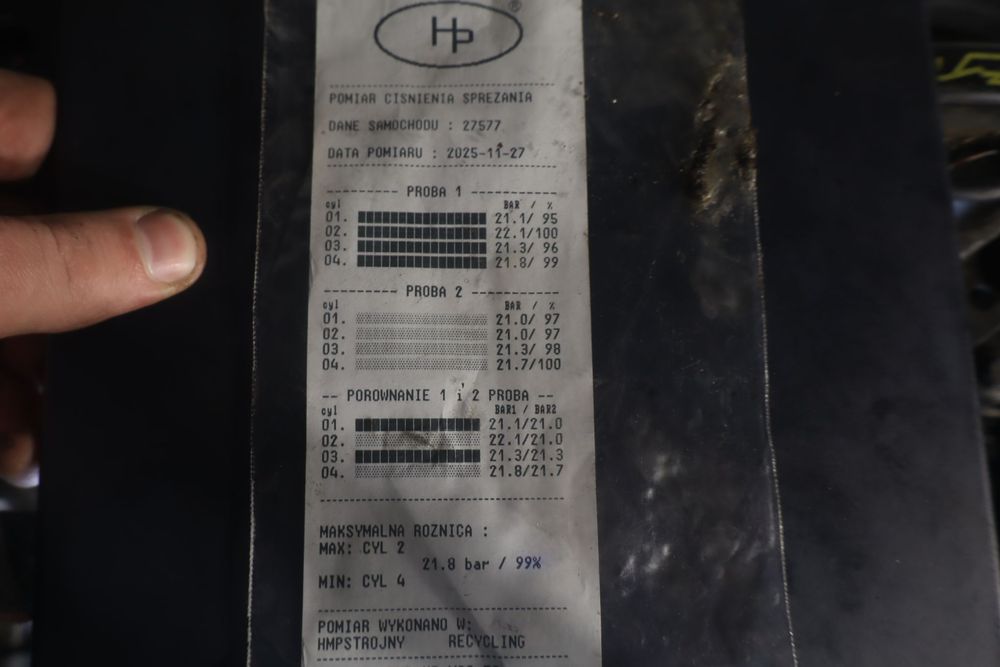 Hp ®
POMIAR CISNIENIA SPREZANIA
DANE SAMOCHODU : 27577
DATA POMIARU : 2025-11-27
PROBA 1
cyl BAR / %
01. 21.1/ 95
02. 22.1/100
03. 21.3/ 96
04. 21.8/ 99
PROBA 2
cyl BAR / %
01. 21.0/ 97
02. 21.0/ 97
03. 21.3/ 98
04. 21.7/100
-- POROWNANIE 1 i 2 PROBA --
cyl BAR1 / BAR2
01. 21.1/21.0
02. 22.1/21.0
03. 21.3/21.3
04. 21.8/21.7
MAKSYMALNA ROZNICA :
MAX: CYL 2
21.8 bar / 99%
MIN: CYL 4
POMIAR WYKONANO W:
HMPSTROJNY RECYCLING